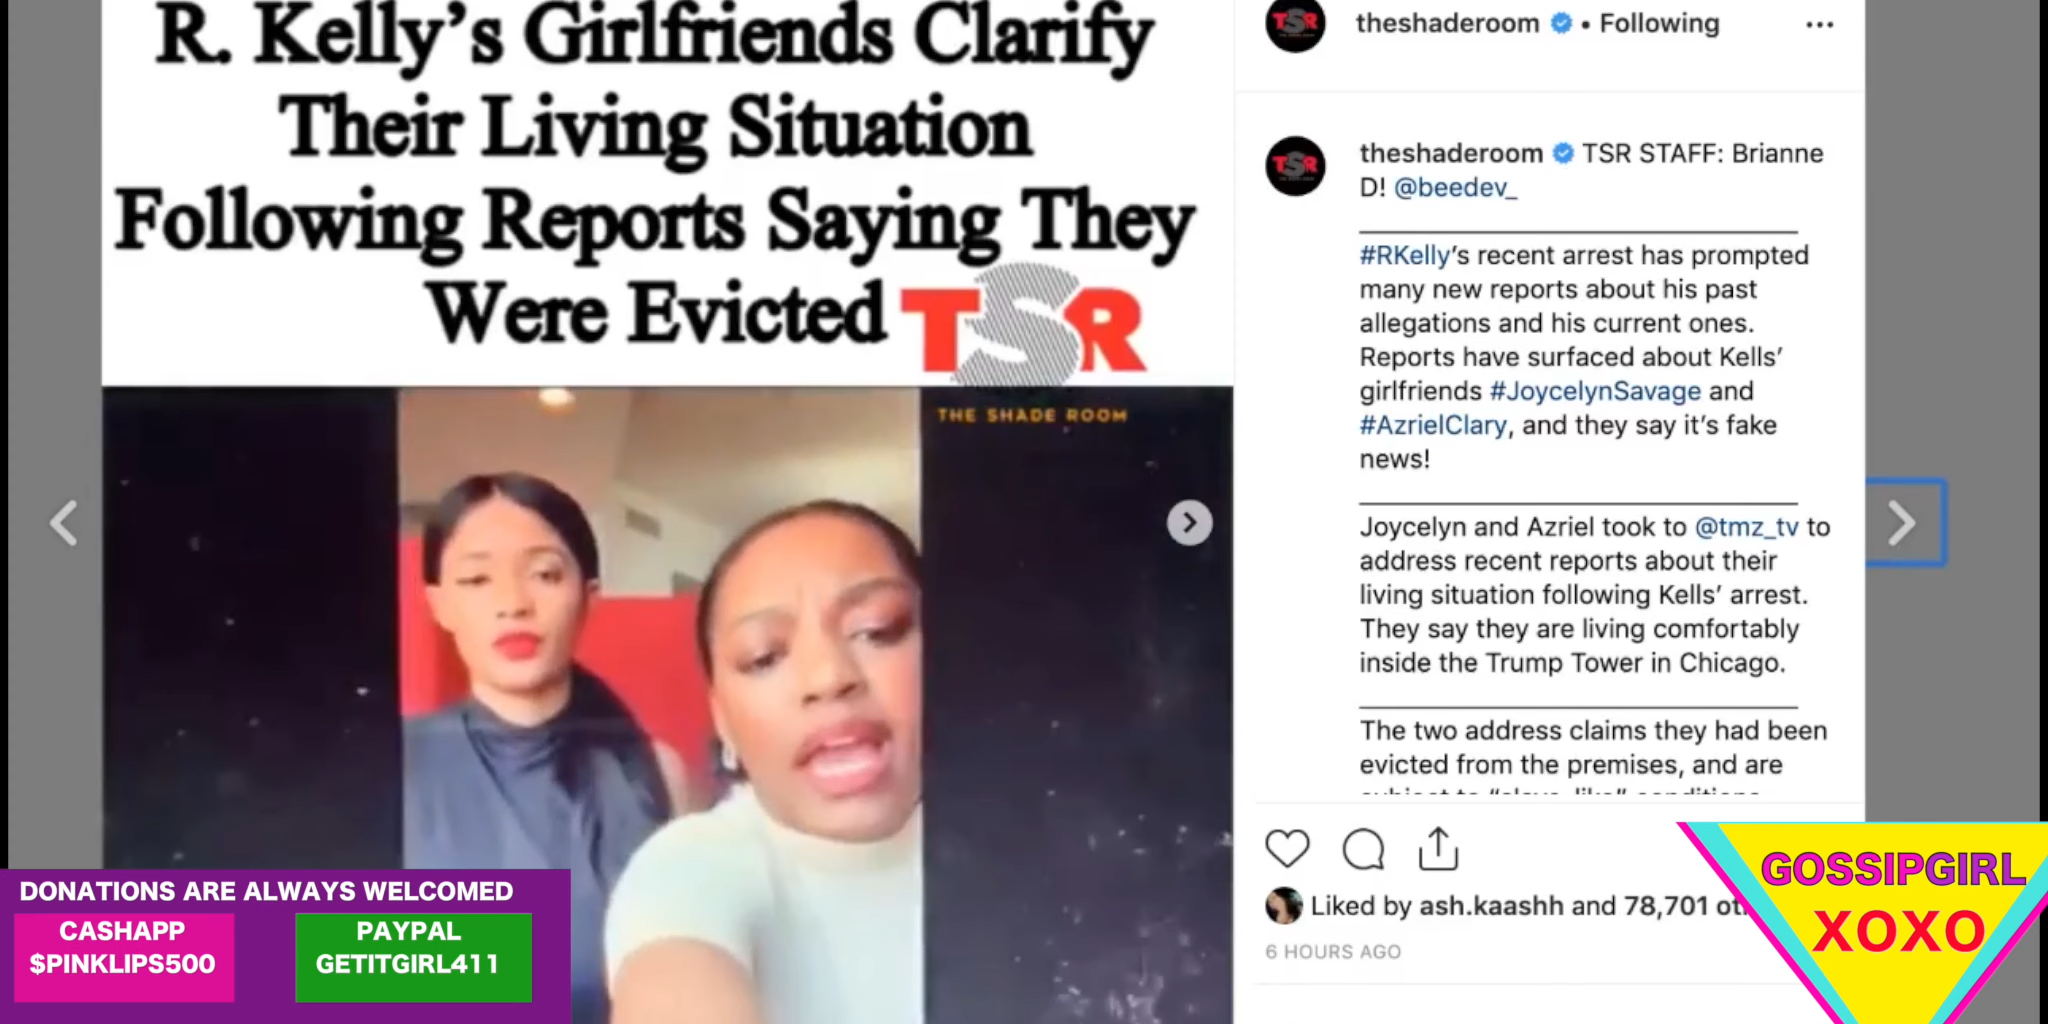 R. Kelly's Girlfriends Clarify
Their Living Situation
Following Reports Saying They
Were Evicted TSR
THE SHADE ROOM
TSR
theshaderoom • Following
TSR
theshaderoom TSR STAFF: Brianne
D! @beedev_
#RKelly's recent arrest has prompted
many new reports about his past
allegations and his current ones.
Reports have surfaced about Kells'
girlfriends #JoycelynSavage and
#AzrielClary, and they say it's fake
news!
Joycelyn and Azriel took to @tmz_tv to
address recent reports about their
living situation following Kells' arrest.
They say they are living comfortably
inside the Trump Tower in Chicago.
The two address claims they had been
evicted from the premises, and are
Liked by ash.kaashh and 78,701
6 HOURS AGO
DONATIONS ARE ALWAYS WELCOMED
CASHAPP
$PINKLIPS500
PAYPAL
GETITGIRL411
GOSSIPGIRL
XOXO